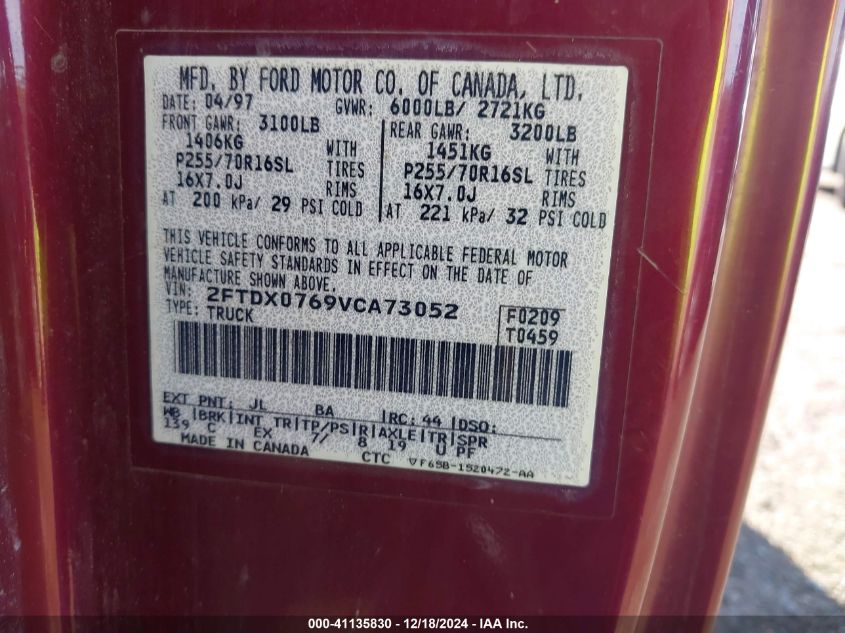 MFD. BY FORD MOTOR CO. OF CANADA, LTD.
DATE: 04/97 GVWR: 6000LB/ 2721KG
FRONT GAWR: 3100LB REAR GAWR: 3200LB
1406KG WITH 1451KG WITH
P255/70R16SL TIRES P255/70R16SL TIRES
16X7.0J RIMS 16X7.0J RIMS
AT 200 kPa/ 29 PSI COLD AT 221 kPa/ 32 PSI COLD
THIS VEHICLE CONFORMS TO ALL APPLICABLE FEDERAL MOTOR
VEHICLE SAFETY STANDARDS IN EFFECT ON THE DATE OF
MANUFACTURE SHOWN ABOVE.
VIN: 2FTDX0769VCA73052 F0209
TYPE: TRUCK T0459
EXT PNT: JL BA RC: 44 DSO:
WB BRK INT TR TP/PS R AXLE TR SPR
139 C EX 7/ 8 19 U PF
MADE IN CANADA CTC F65B-1520472-AA
000-41135830 - 12/18/2024 - IAA Inc.